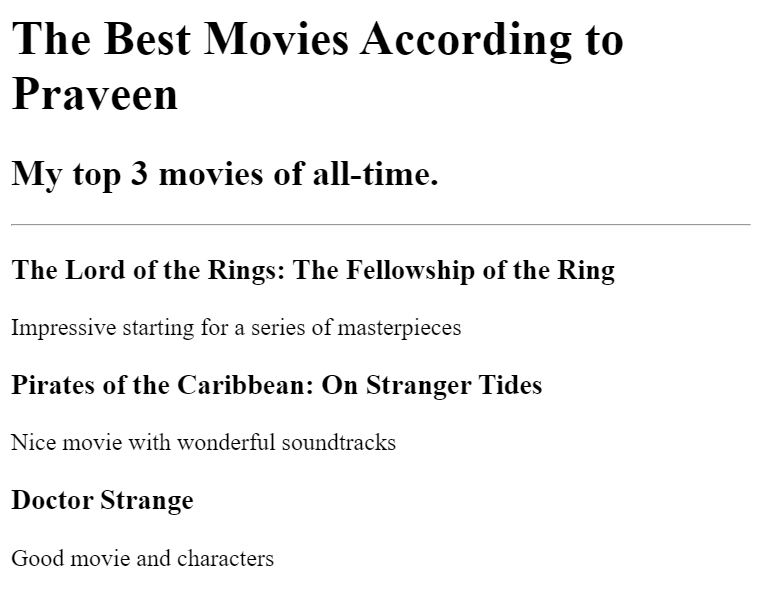 The Best Movies According to
Praveen
My top 3 movies of all-time.
The Lord of the Rings: The Fellowship of the Ring
Impressive starting for a series of masterpieces
Pirates of the Caribbean: On Stranger Tides
Nice movie with wonderful soundtracks
Doctor Strange
Good movie and characters